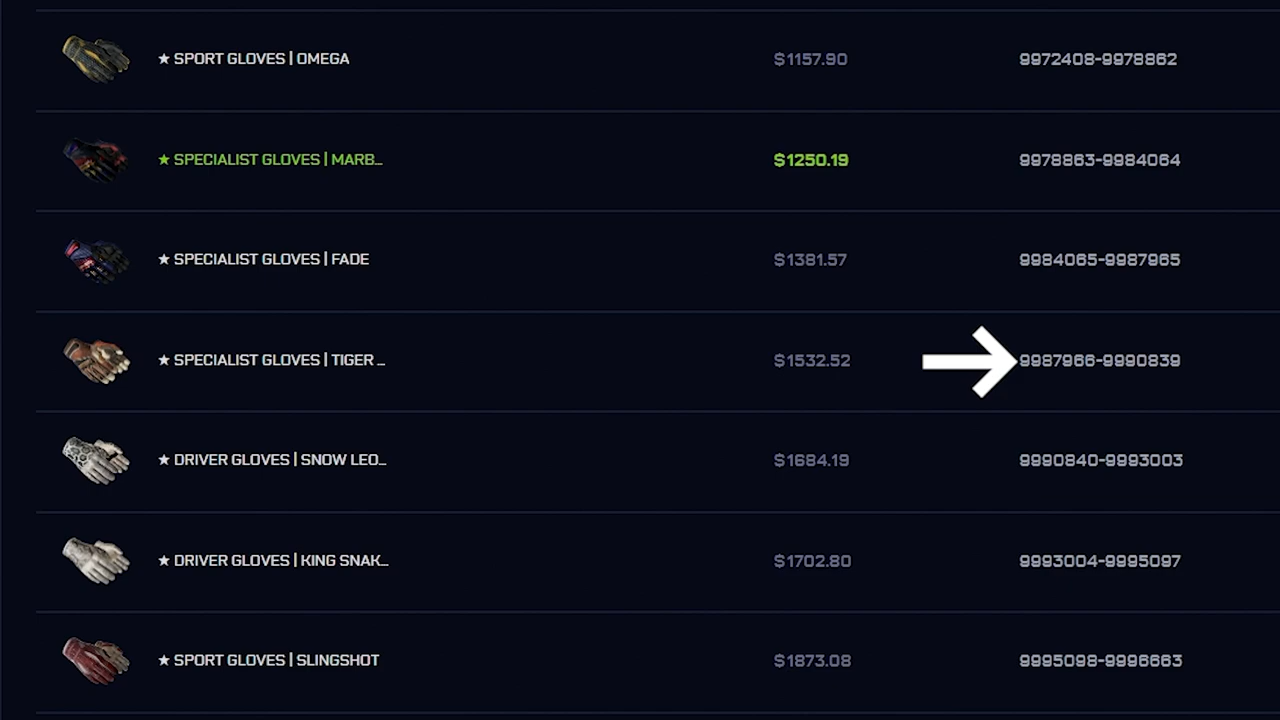 ★ SPORT GLOVES | OMEGA $1157.90 9972408-9978862
★ SPECIALIST GLOVES | MARB... $1250.19 9978863-9984064
★ SPECIALIST GLOVES | FADE $1381.57 9984065-9987965
★ SPECIALIST GLOVES | TIGER ... $1532.52 9987966-9990839
★ DRIVER GLOVES | SNOW LEO... $1684.19 9990840-9993003
★ DRIVER GLOVES | KING SNAK... $1702.80 9993004-9995097
★ SPORT GLOVES | SLINGSHOT $1873.08 9995098-9996663